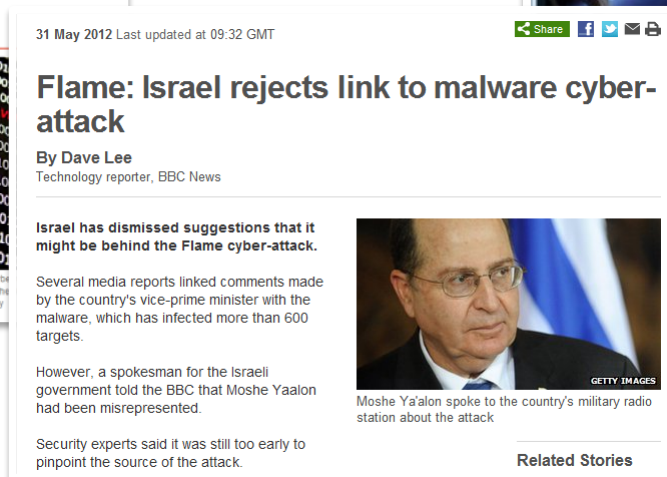 31 May 2012 Last updated at 09:32 GMT
Share
Flame: Israel rejects link to malware cyber-
attack
By Dave Lee
Technology reporter, BBC News
Israel has dismissed suggestions that it
might be behind the Flame cyber-attack.
Several media reports linked comments made
by the country's vice-prime minister with the
malware, which has infected more than 600
targets.
However, a spokesman for the Israeli
government told the BBC that Moshe Yaalon
had been misrepresented.
Security experts said it was still too early to
pinpoint the source of the attack.
GETTY IMAGES
Moshe Ya'alon spoke to the country's military radio
station about the attack
Related Stories